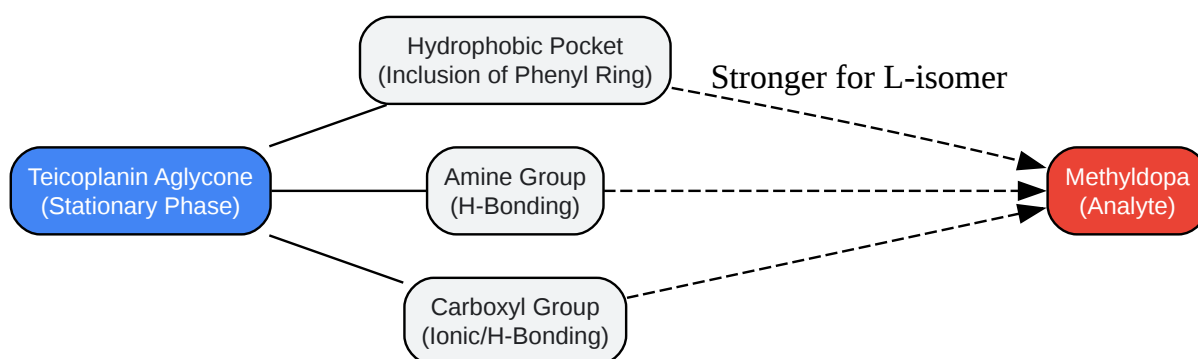 Hydrophobic Pocket
(Inclusion of Phenyl Ring)
Stronger for L-isomer
Teicoplanin Aglycone
(Stationary Phase)
Amine Group
(H-Bonding)
Methyldopa
(Analyte)
Carboxyl Group
(Ionic/H-Bonding)